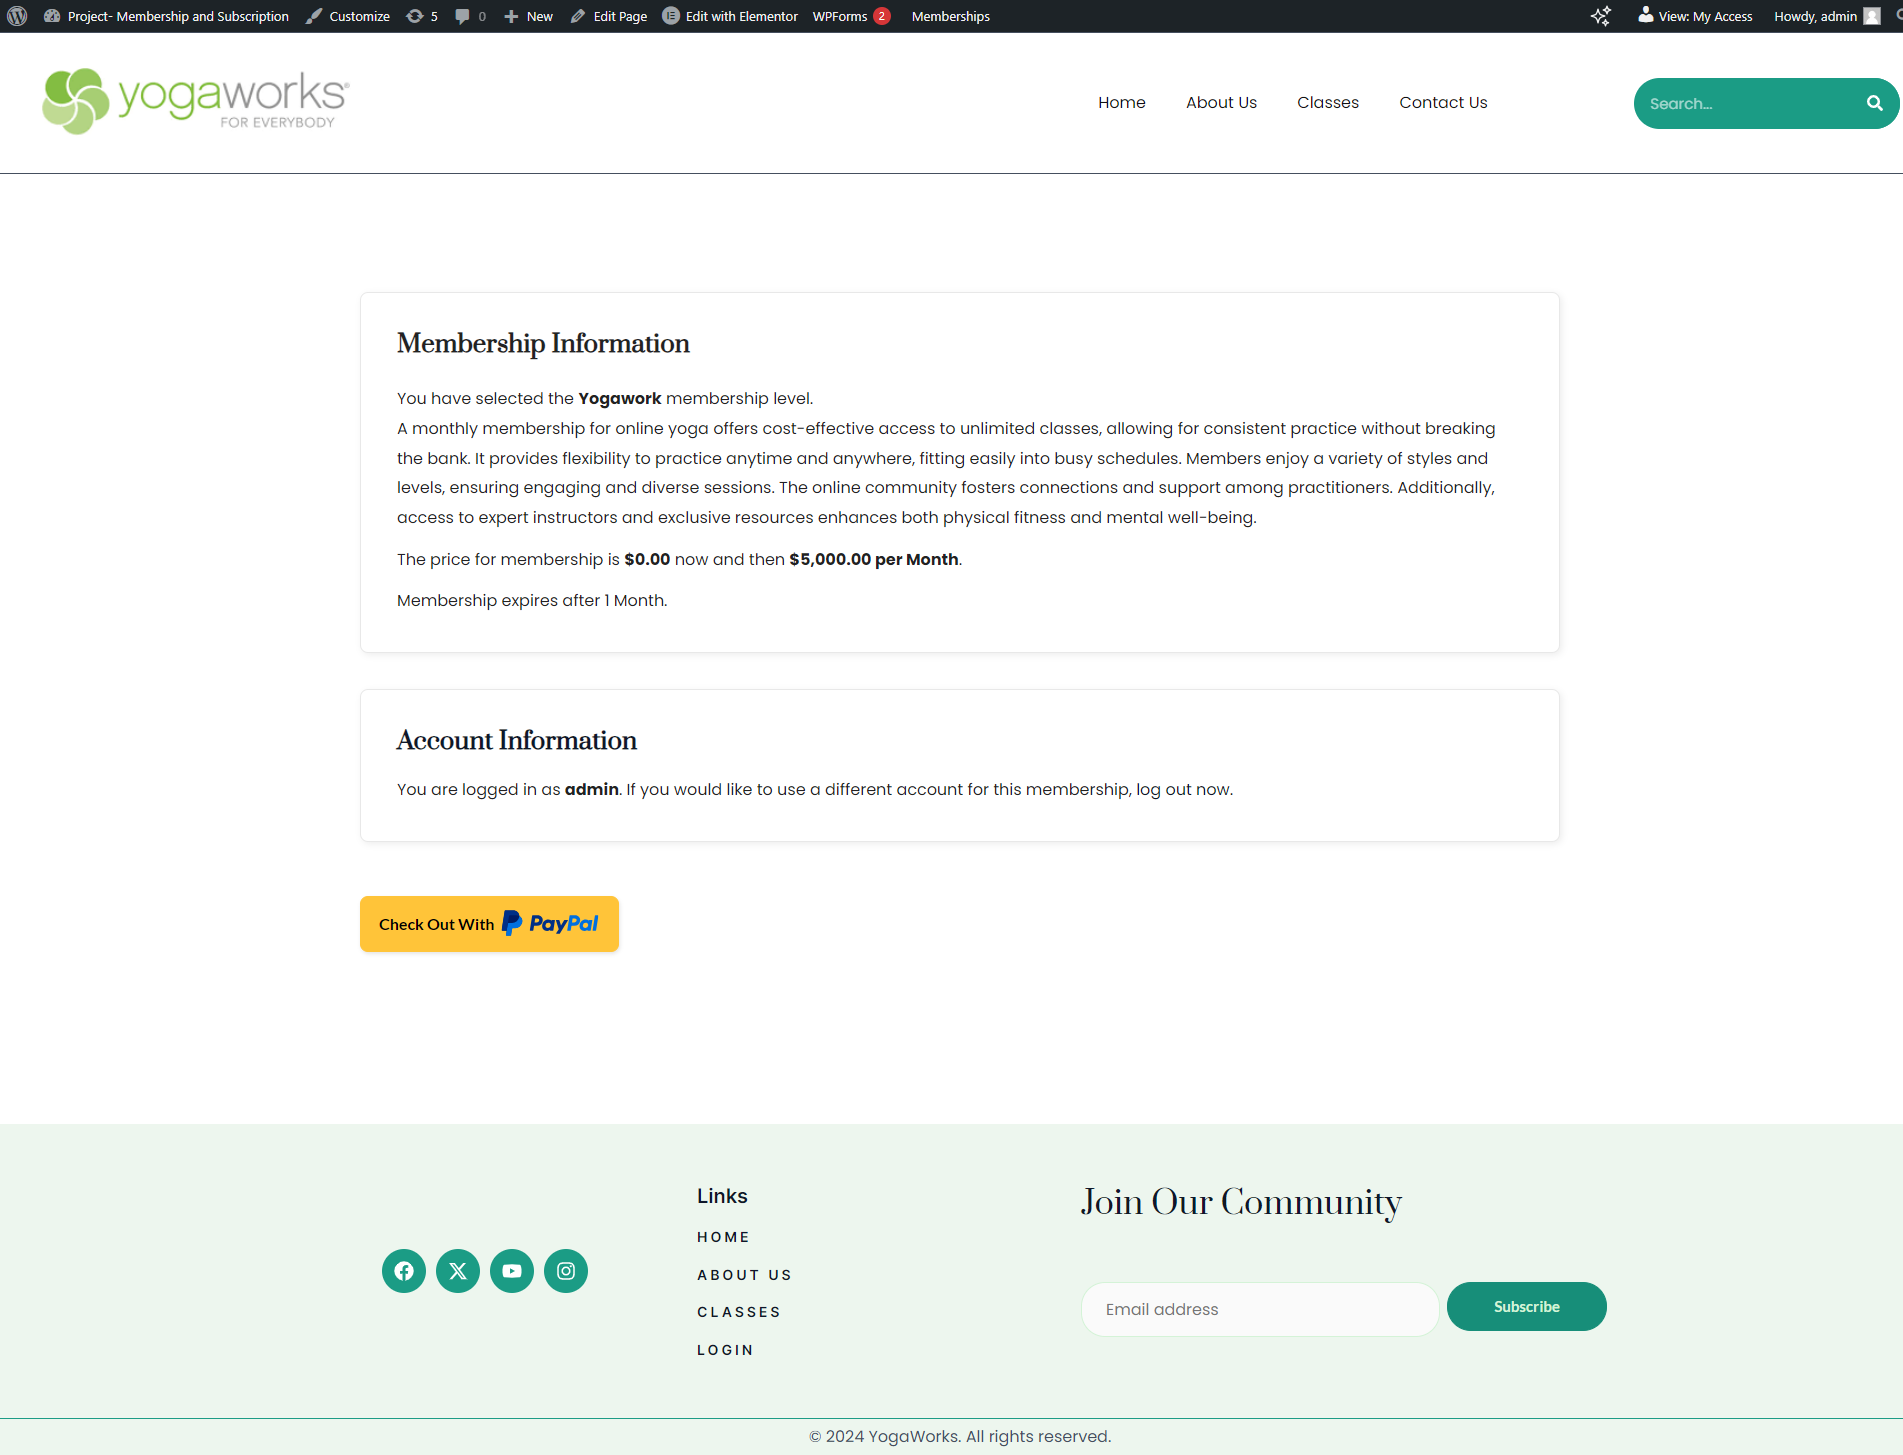 Project- Membership and Subscription Customize 5 0 New Edit Page Edit with Elementor WPForms 2 Memberships View: My Access Howdy, admin
yogaworks®
FOR EVERYBODY
Home About Us Classes Contact Us Search...
Membership Information
You have selected the Yogawork membership level.
A monthly membership for online yoga offers cost-effective access to unlimited classes, allowing for consistent practice without breaking
the bank. It provides flexibility to practice anytime and anywhere, fitting easily into busy schedules. Members enjoy a variety of styles and
levels, ensuring engaging and diverse sessions. The online community fosters connections and support among practitioners. Additionally,
access to expert instructors and exclusive resources enhances both physical fitness and mental well-being.
The price for membership is $0.00 now and then $5,000.00 per Month.
Membership expires after 1 Month.
Account Information
You are logged in as admin. If you would like to use a different account for this membership, log out now.
Check Out With PayPal
Links
HOME
ABOUT US
CLASSES
LOGIN
Join Our Community
Email address Subscribe
© 2024 YogaWorks. All rights reserved.